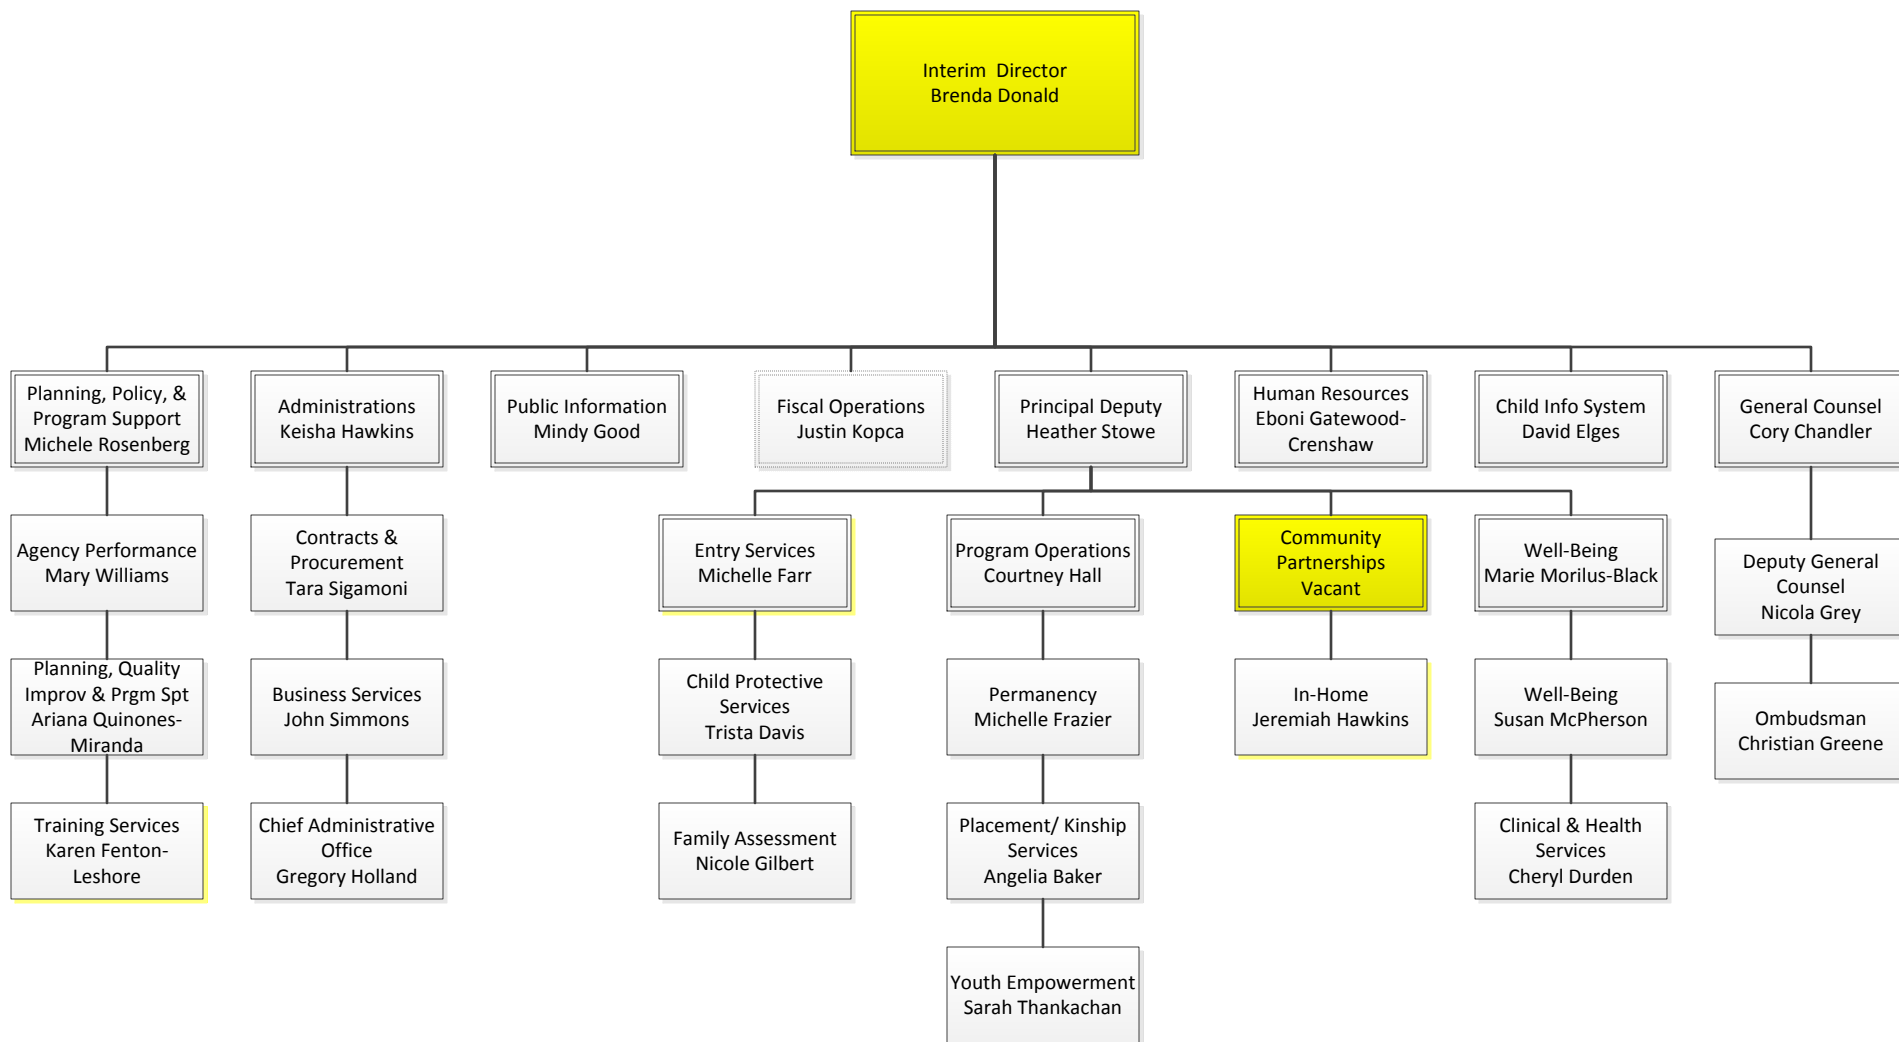 Interim  Director
Brenda Donald
Planning, Policy, &
Program Support
Michele Rosenberg
Administrations
Keisha Hawkins
Public Information
Mindy Good
Fiscal Operations
Justin Kopca
Principal Deputy
Heather Stowe
Human Resources
Eboni Gatewood-
Crenshaw
Child Info System
David Elges
General Counsel
Cory Chandler
Agency Performance
Mary Williams
Contracts &
Procurement
Tara Sigamoni
Entry Services
Michelle Farr
Program Operations
Courtney Hall
Community
Partnerships
Vacant
Well-Being
Marie Morilus-Black
Deputy General
Counsel
Nicola Grey
Planning, Quality
Improv & Prgm Spt
Ariana Quinones-
Miranda
Business Services
John Simmons
Child Protective
Services
Trista Davis
Permanency
Michelle Frazier
In-Home
Jeremiah Hawkins
Well-Being
Susan McPherson
Ombudsman
Christian Greene
Training Services
Karen Fenton-
Leshore
Chief Administrative
Office
Gregory Holland
Family Assessment
Nicole Gilbert
Placement/ Kinship
Services
Angelia Baker
Clinical & Health
Services
Cheryl Durden
Youth Empowerment
Sarah Thankachan